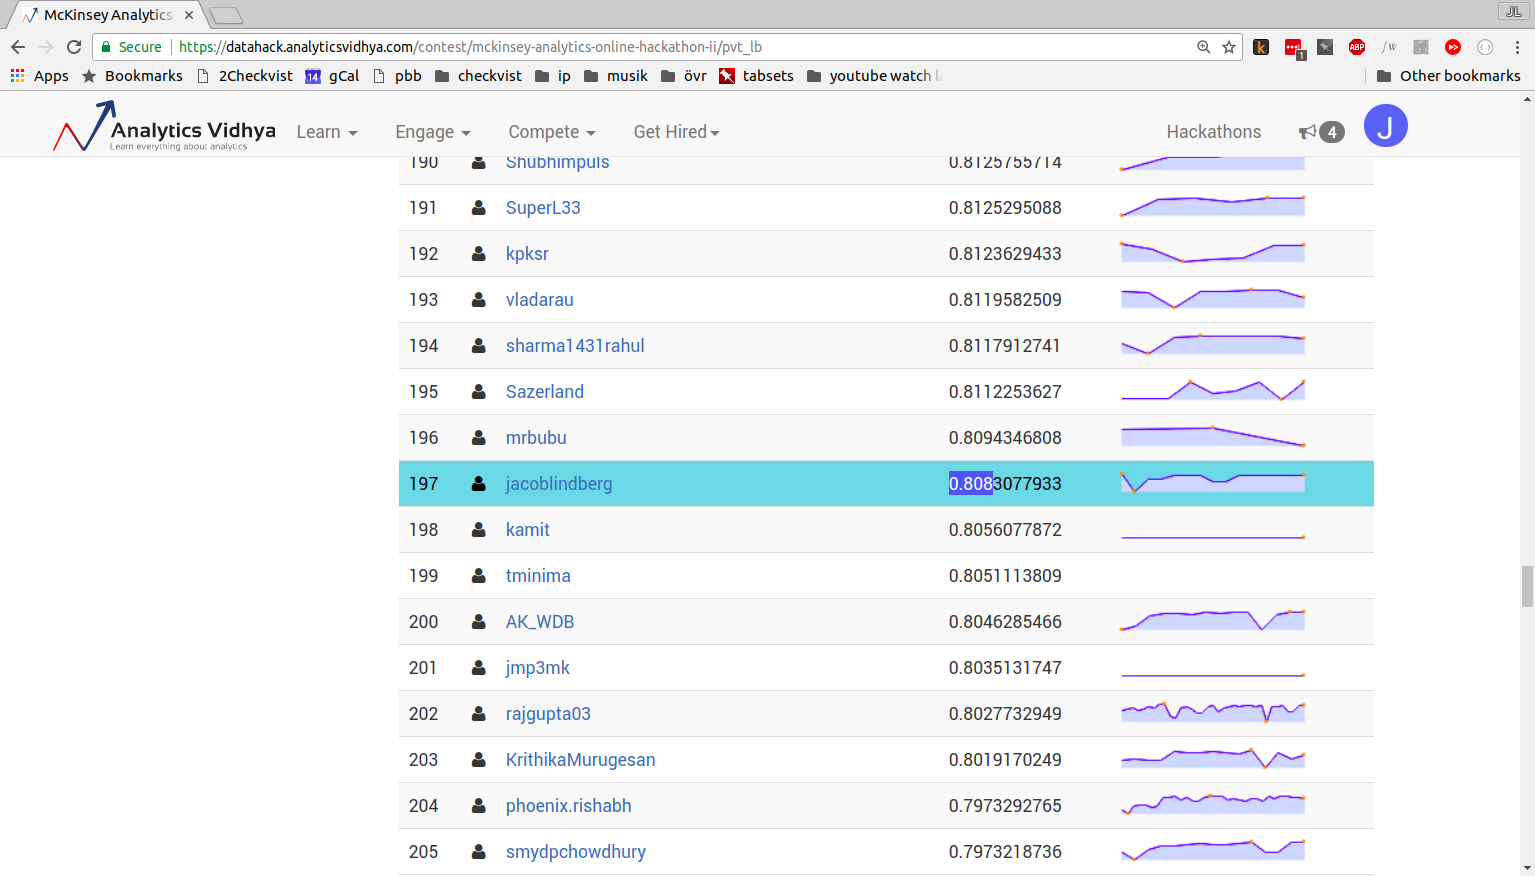 McKinsey Analytics
JL
Secure https://datahack.analyticsvidhya.com/contest/mckinsey-analytics-online-hackathon-ii/pvt_lb
Apps Bookmarks 2Checkvist 14 gCal pbb checkvist ip musik övr tabsets youtube watch Other bookmarks
Analytics Vidhya Learn Engage Compete Get Hired Hackathons 4 J
Learn everything about analytics
190 Shubhimpuls 0.8125755714
191 SuperL33 0.8125295088
192 kpksr 0.8123629433
193 vladarau 0.8119582509
194 sharma1431rahul 0.8117912741
195 Sazerland 0.8112253627
196 mrbubu 0.8094346808
197 jacoblindberg 0.8083077933
198 kamit 0.8056077872
199 tminima 0.8051113809
200 AK_WDB 0.8046285466
201 jmp3mk 0.8035131747
202 rajgupta03 0.8027732949
203 KrithikaMurugesan 0.8019170249
204 phoenix.rishabh 0.7973292765
205 smydpchowdhury 0.7973218736